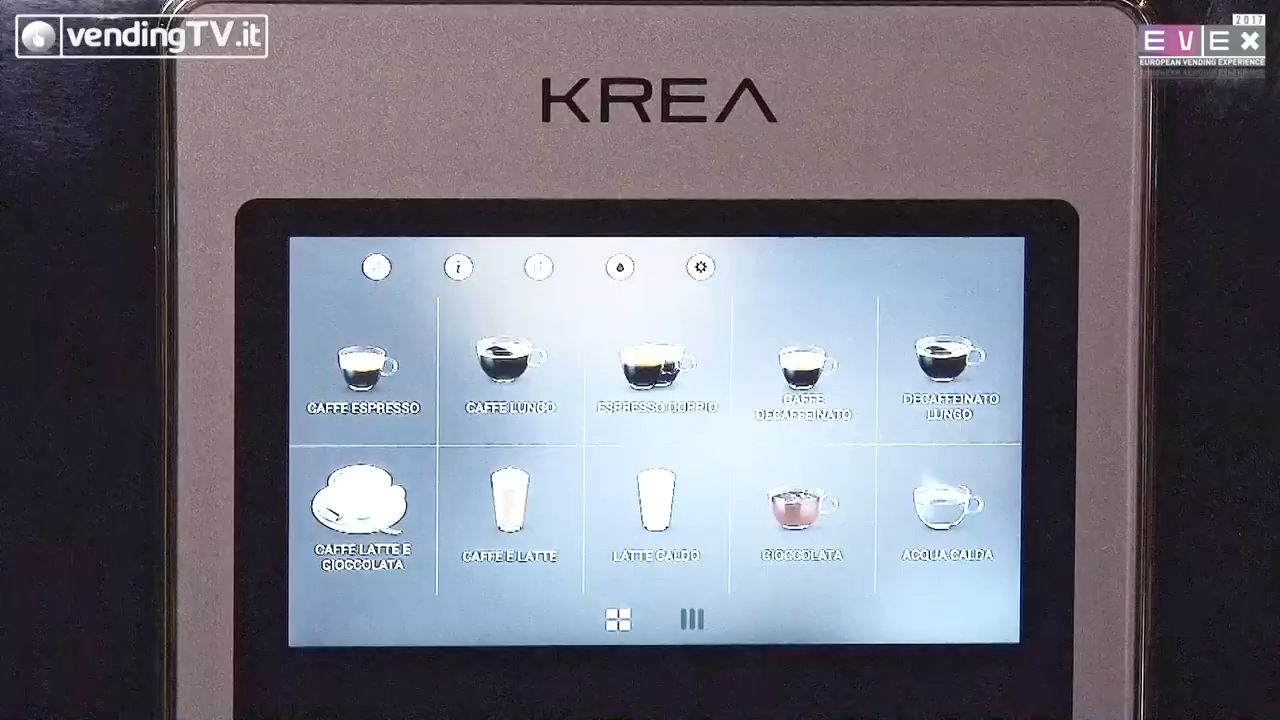 vendingTV.it
2017
EVEX
EUROPEAN VENDING EXPERIENCE
KREA
i
CAFFE ESPRESSO
CAFFE LUNGO
ESPRESSO DOPPIO
CAFFE
DECAFFEINATO
DECAFFEINATO
LUNGO
CAFFE LATTE E
CIOCCOLATA
CAFFE E LATTE
LATTE CALDO
CIOCCOLATA
ACQUA CALDA